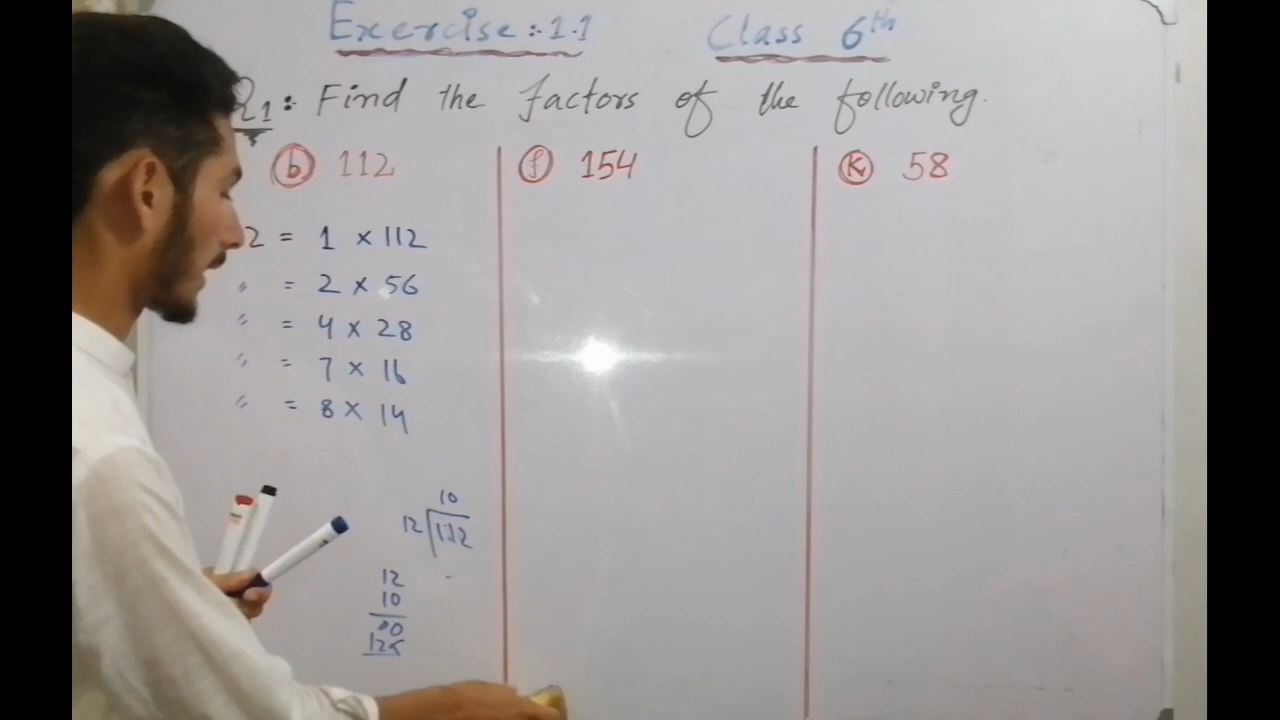 Exercise :- 1.1
Class 6th
Q1: Find the factors of the following.
(b) 112
2 = 1 × 112
〃 = 2 × 56
〃 = 4 × 28
〃 = 7 × 16
〃 = 8 × 14
10
12
12
10
(f) 154
(K) 58